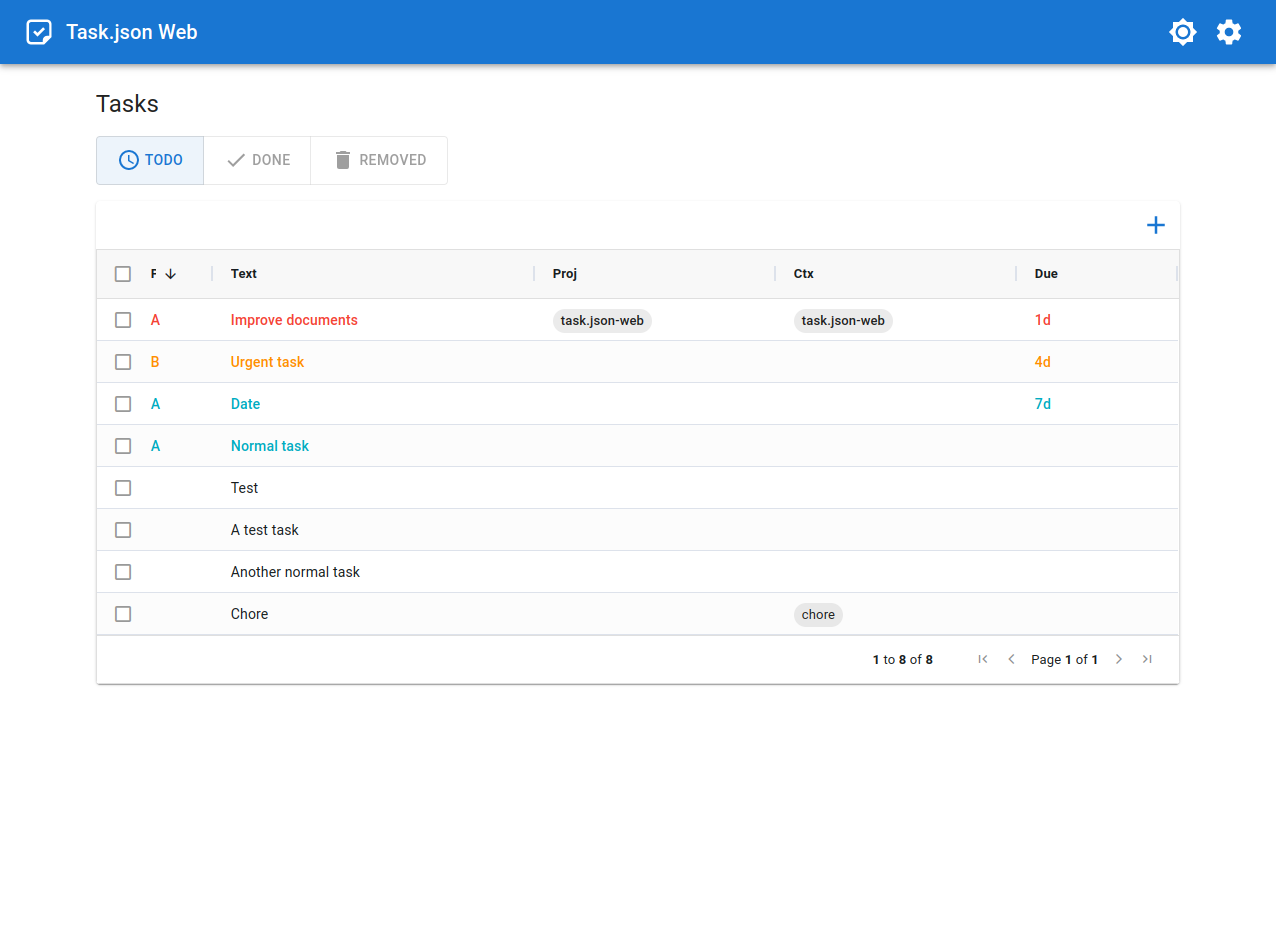 Task.json Web
Tasks
TODO DONE REMOVED
Text Proj Ctx Due
A Improve documents task.json-web task.json-web 1d
B Urgent task 4d
A Date 7d
A Normal task
Test
A test task
Another normal task
Chore chore
1 to 8 of 8 Page 1 of 1